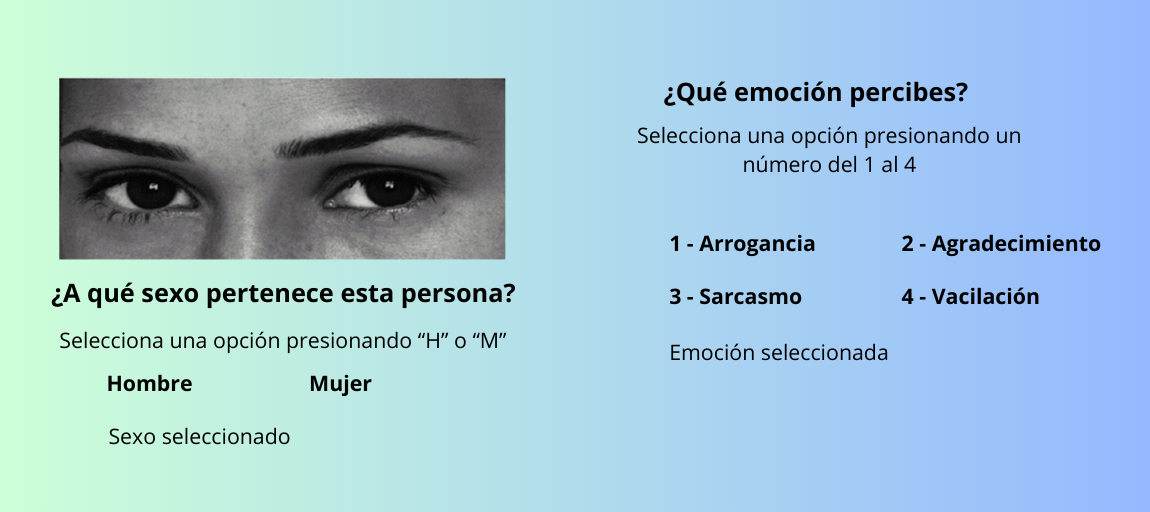 ¿A qué sexo pertenece esta persona?
Selecciona una opción presionando “H” o “M”
Hombre Mujer
Sexo seleccionado
¿Qué emoción percibes?
Selecciona una opción presionando un
número del 1 al 4
1 - Arrogancia 2 - Agradecimiento
3 - Sarcasmo 4 - Vacilación
Emoción seleccionada